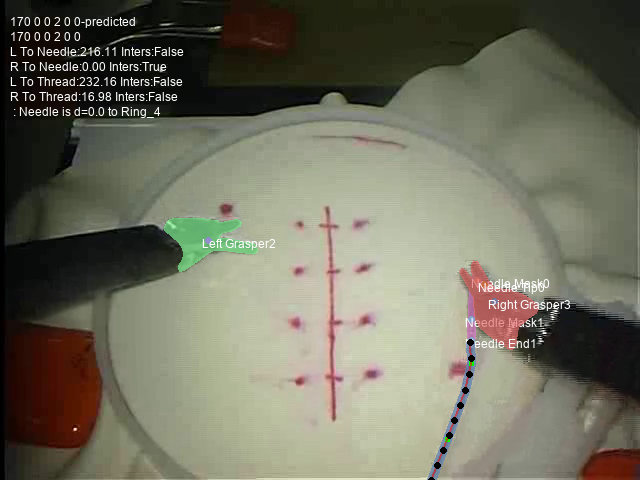 170 0 0 2 0 0-predicted
170 0 0 2 0 0
L To Needle:216.11 Inters:False
R To Needle:0.00 Inters:True
L To Thread:232.16 Inters:False
R To Thread:16.98 Inters:False
: Needle is d=0.0 to Ring_4
Left Grasper2
Needle Mask0
Needle Tip0
Right Grasper3
Needle Mask1
Needle End1